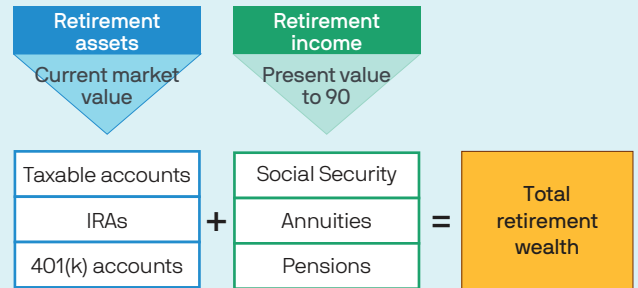 Retirement
assets
Current market
value
Retirement
income
Present value
to 90
Taxable accounts
IRAs
401(k) accounts
+
Social Security
Annuities
Pensions
=
Total
retirement
wealth